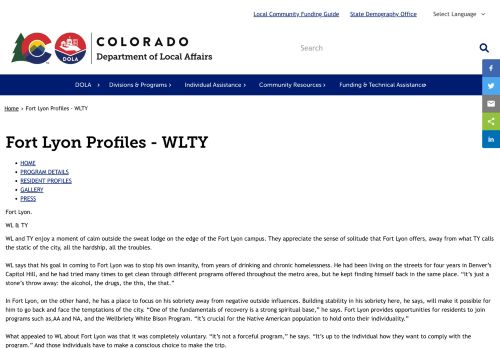 Local Community Funding Guide State Demography Office Select Language
COLORADO
Department of Local Affairs
DOLA
Search
DOLA Divisions & Programs Individual Assistance Community Resources Funding & Technical Assistance
Home › Fort Lyon Profiles - WLTY
Fort Lyon Profiles - WLTY
HOME
PROGRAM DETAILS
RESIDENT PROFILES
GALLERY
PRESS
Fort Lyon.
WL & TY
WL and TY enjoy a moment of calm outside the sweat lodge on the edge of the Fort Lyon campus. They appreciate the sense of solitude that Fort Lyon offers, away from what TY calls
the static of the city, all the hardship, all the troubles.
WL says that his goal in coming to Fort Lyon was to stop his own insanity, from years of drinking and chronic homelessness. He had been living on the streets for four years in Denver's
Capitol Hill, and he had tried many times to get clean through different programs offered throughout the metro area, but he kept finding himself back in the same place. “It's just a
stone's throw away: the alcohol, the drugs, the this, the that.”
In Fort Lyon, on the other hand, he has a place to focus on his sobriety away from negative outside influences. Building stability in his sobriety here, he says, will make it possible for
him to go back and face the temptations of the city. “One of the fundamentals of recovery is a strong spiritual base,” he says. Fort Lyon provides opportunities for residents to join
programs such as,AA and NA, and the Wellbriety White Bison Program. “It's crucial for the Native American population to hold onto their individuality.”
What appealed to WL about Fort Lyon was that it was completely voluntary. “It's not a forceful program,” he says. “It's up to the individual how they want to comply with the
program.” And those individuals have to make a conscious choice to make the trip.